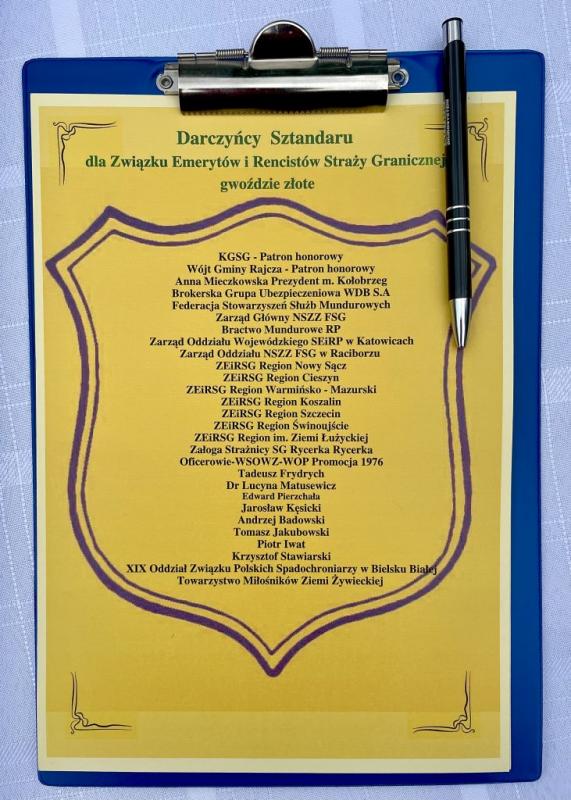 Darczyńcy Sztandaru
dla Związku Emerytów i Rencistów Straży Granicznej
gwoździe złote
KGSG - Patron honorowy
Wójt Gminy Rajcza - Patron honorowy
Anna Mieczkowska Prezydent m. Kołobrzeg
Brokerska Grupa Ubezpieczeniowa WDB S.A
Federacja Stowarzyszeń Służb Mundurowych
Zarząd Główny NSZZ FSG
Bractwo Mundurowe RP
Zarząd Oddziału Wojewódzkiego SEiRP w Katowicach
Zarząd Oddziału NSZZ FSG w Raciborzu
ZEiRSG Region Nowy Sącz
ZEiRSG Region Cieszyn
ZEiRSG Region Warmińsko - Mazurski
ZEiRSG Region Koszalin
ZEiRSG Region Szczecin
ZEiRSG Region Świnoujście
ZEiRSG Region im. Ziemi Łużyckiej
Załoga Strażnicy SG Rycerka Rycerka
Oficerowie-WSOWZ-WOP Promocja 1976
Tadeusz Frydrych
Dr Lucyna Matusewicz
Edward Pierzchała
Jarosław Kęsicki
Andrzej Badowski
Tomasz Jakubowski
Piotr Iwat
Krzysztof Stawiarski
XIX Oddział Związku Polskich Spadochroniarzy w Bielsku Białej
Towarzystwo Miłośników Ziemi Żywieckiej